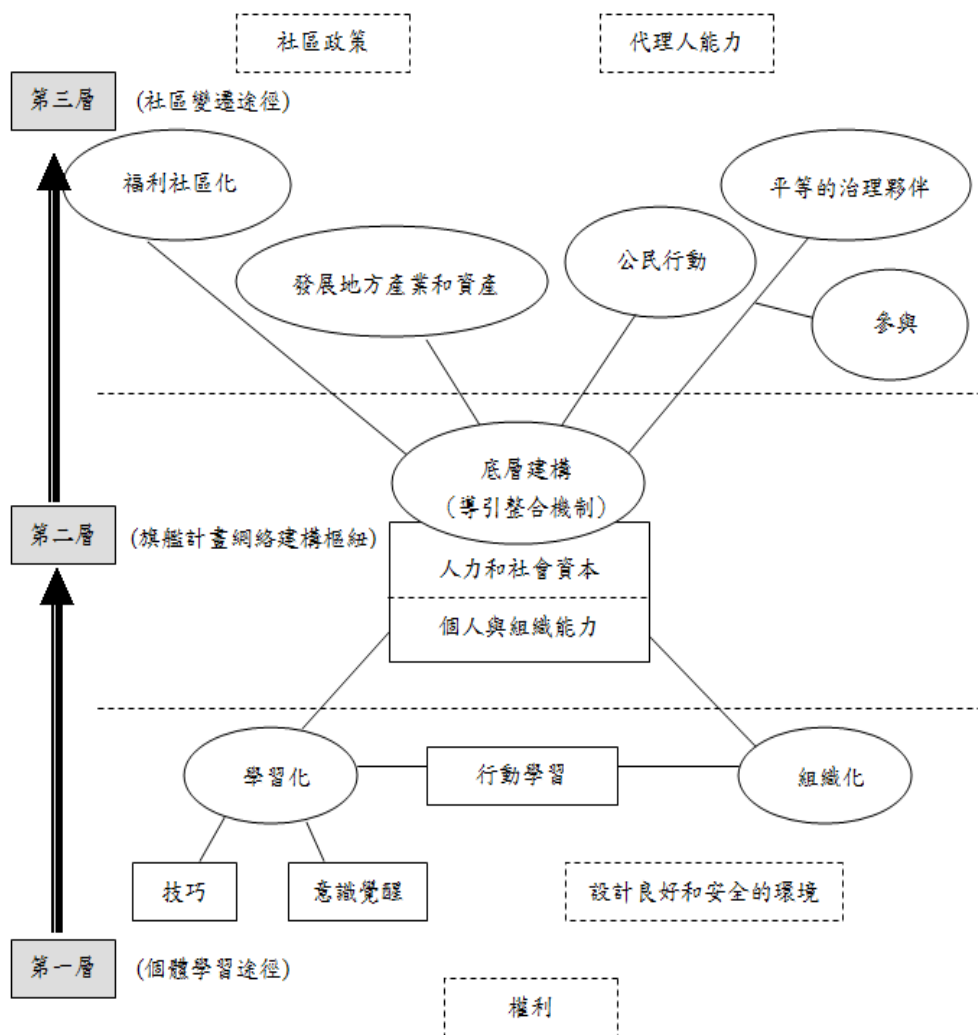 社區政策
代理人能力
第三層
(社區變遷途徑)
福利社區化
平等的治理夥伴
公民行動
發展地方產業和資產
參與
底層建構
(導引整合機制)
第二層
(旗艦計畫網絡建構樞紐)
人力和社會資本
個人與組織能力
學習化
行動學習
組織化
技巧
意識覺醒
設計良好和安全的環境
第一層
(個體學習途徑)
權利